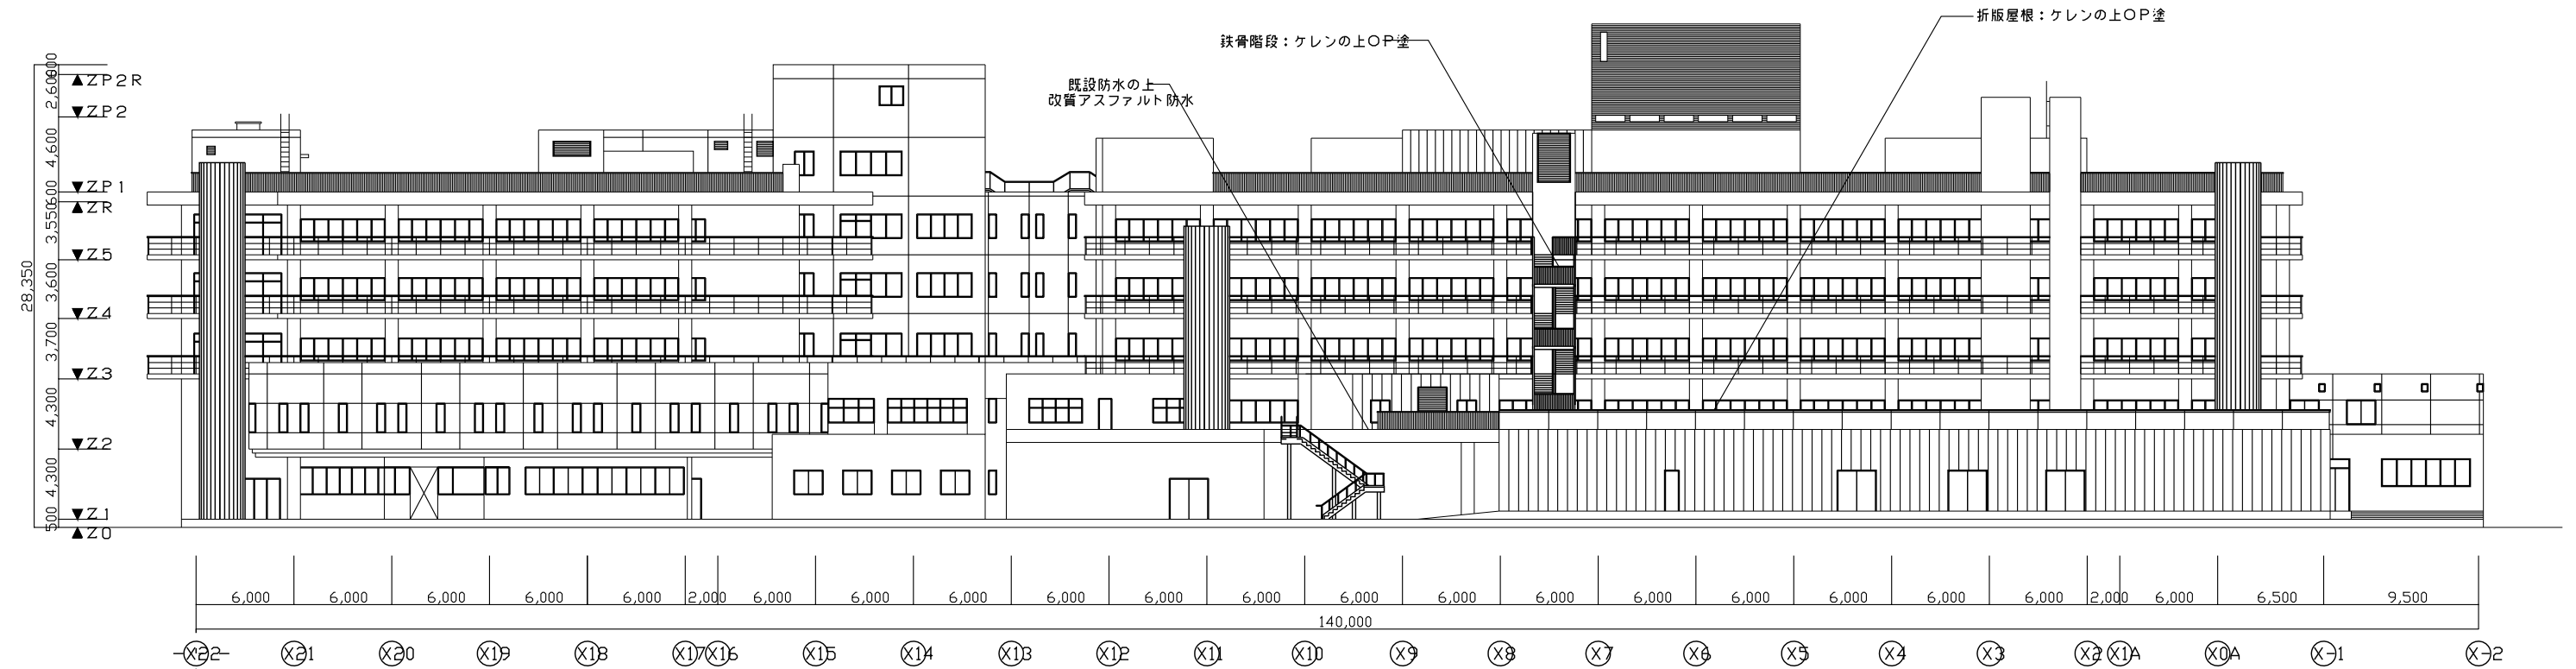 折版屋根：ケレンの上ＯＰ塗
鉄骨階段：ケレンの上ＯＰ塗
既設防水の上
改質アスファルト防水
▲ZP2R
▼ZP2
▼ZP1
▼ZR
▼Z5
▼Z4
▼Z3
▼Z2
▼Z1
▲Z0
600
2,600
4,600
600
3,550
3,600
3,700
4,300
4,300
500
28,350
6,000 6,000 6,000 6,000 6,000 2,000 6,000 6,000 6,000 6,000 6,000 6,000 6,000 6,000 6,000 6,000 6,000 6,000 6,000 6,000 2,000 6,000 6,500 9,500
140,000
X22 X21 X20 X19 X18 X17 X16 X15 X14 X13 X12 X11 X10 X9 X8 X7 X6 X5 X4 X3 X2 X1A X0A X-1 X-2